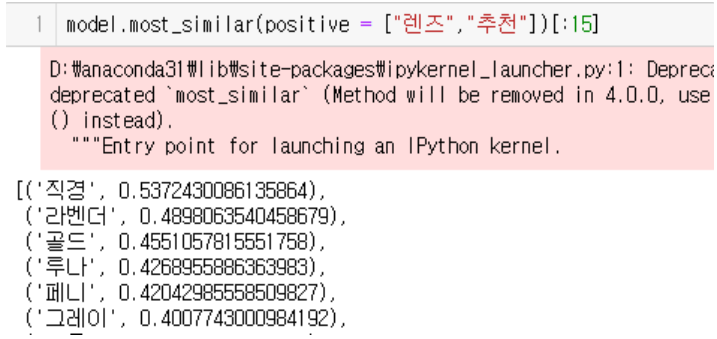 1 model.most_similar(positive = ["렌즈","추천"])[:15]
D:₩anaconda31₩lib₩site-packages₩ipykernel_launcher.py:1: Depreca
deprecated `most_similar` (Method will be removed in 4.0.0, use
() instead).
"""Entry point for launching an IPython kernel.
[('직경', 0.5372430086135864),
('라벤더', 0.4898063540458679),
('골드', 0.4551057815551758),
('루나', 0.4268955886363983),
('페니', 0.42042985558509827),
('그레이', 0.4007743000984192),